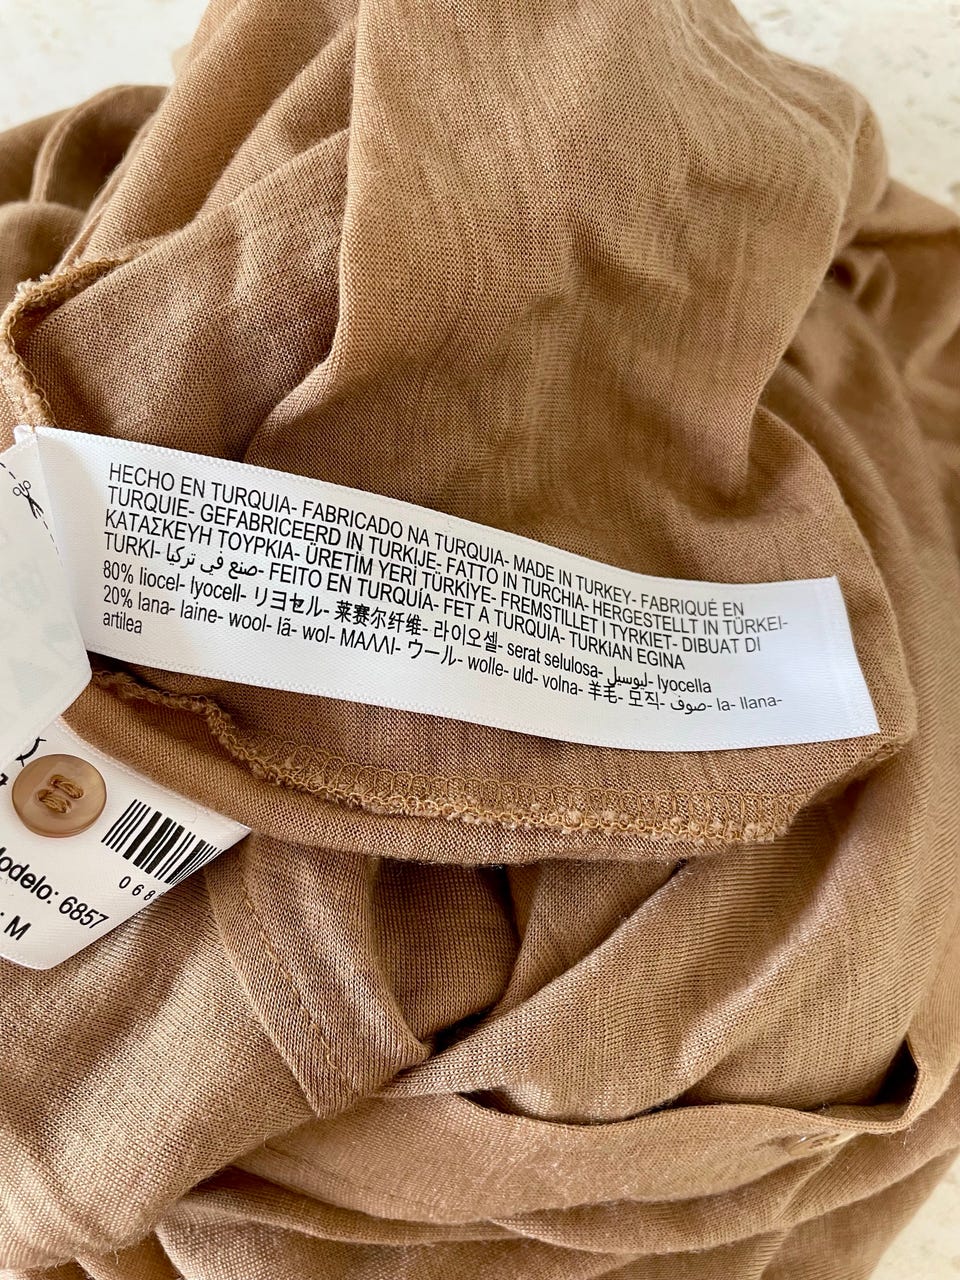 HECHO EN TURQUIA- FABRICADO NA TURQUIA- MADE IN TURKEY- FABRIQUÉ EN
TURQUIE- GEFABRICEERD IN TURKIJE- FATTO IN TURCHIA- HERGESTELLT IN TÜRKEI-
ΚΑΤΑΣΚΕΥΗ ΤΟΥΡΚΙΑ- ÜRETİM YERİ TÜRKİYE- FREMSTILLET I TYRKIET- DIBUAT DI
TURKI- صنع في تركيا- FEITO EN TURQUÍA- FET A TURQUIA- TURKIAN EGINA
80% liocel- lyocell- リヨセル- 莱赛尔纤维- 라이오셀- serat selulosa- ليوسيل- lyocella
20% lana- laine- wool- lã- wol- ΜΑΛΛΙ- ウール- wolle- uld- volna- 羊毛- 모직- صوف- la- llana-
artilea
068
Modelo: 6857
: M